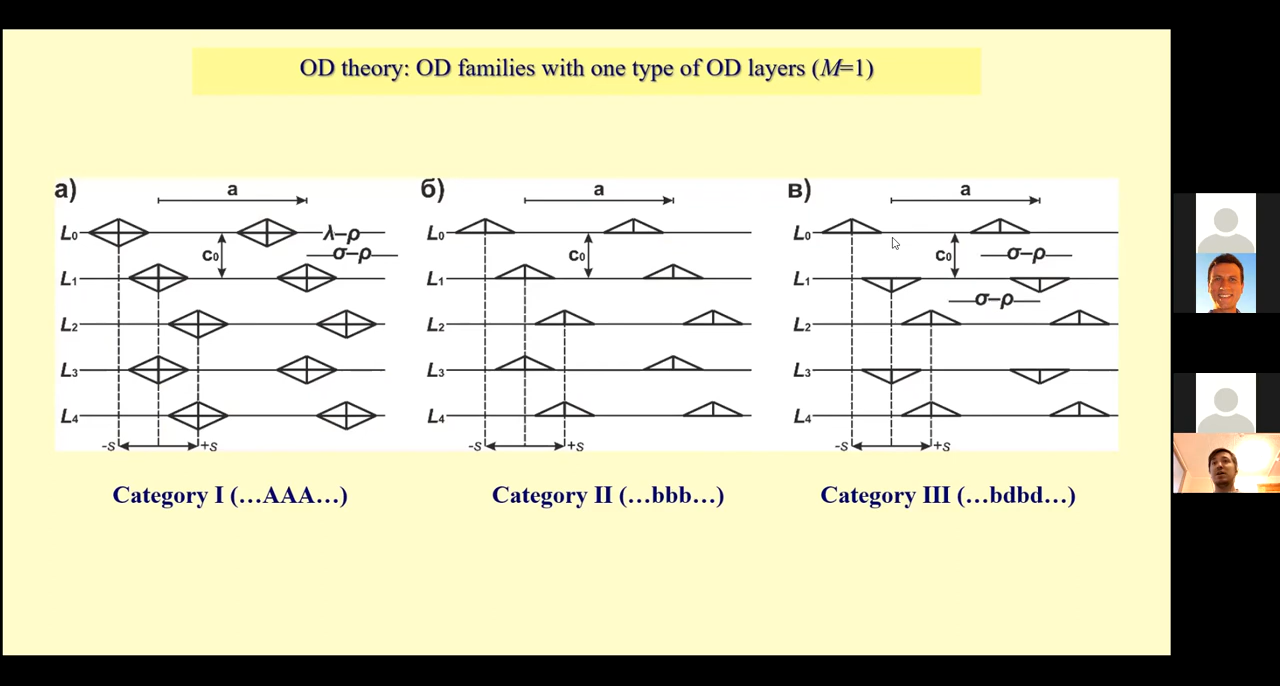 OD theory: OD families with one type of OD layers (M=1)
а)
a
L₀
λ–ρ
σ–ρ
c₀
L₁
L₂
L₃
L₄
-s
+s
б)
a
L₀
c₀
L₁
L₂
L₃
L₄
-s
+s
в)
a
L₀
c₀
σ–ρ
L₁
σ–ρ
L₂
L₃
L₄
-s
+s
Category I (…AAA…)
Category II (…bbb…)
Category III (…bdbd…)